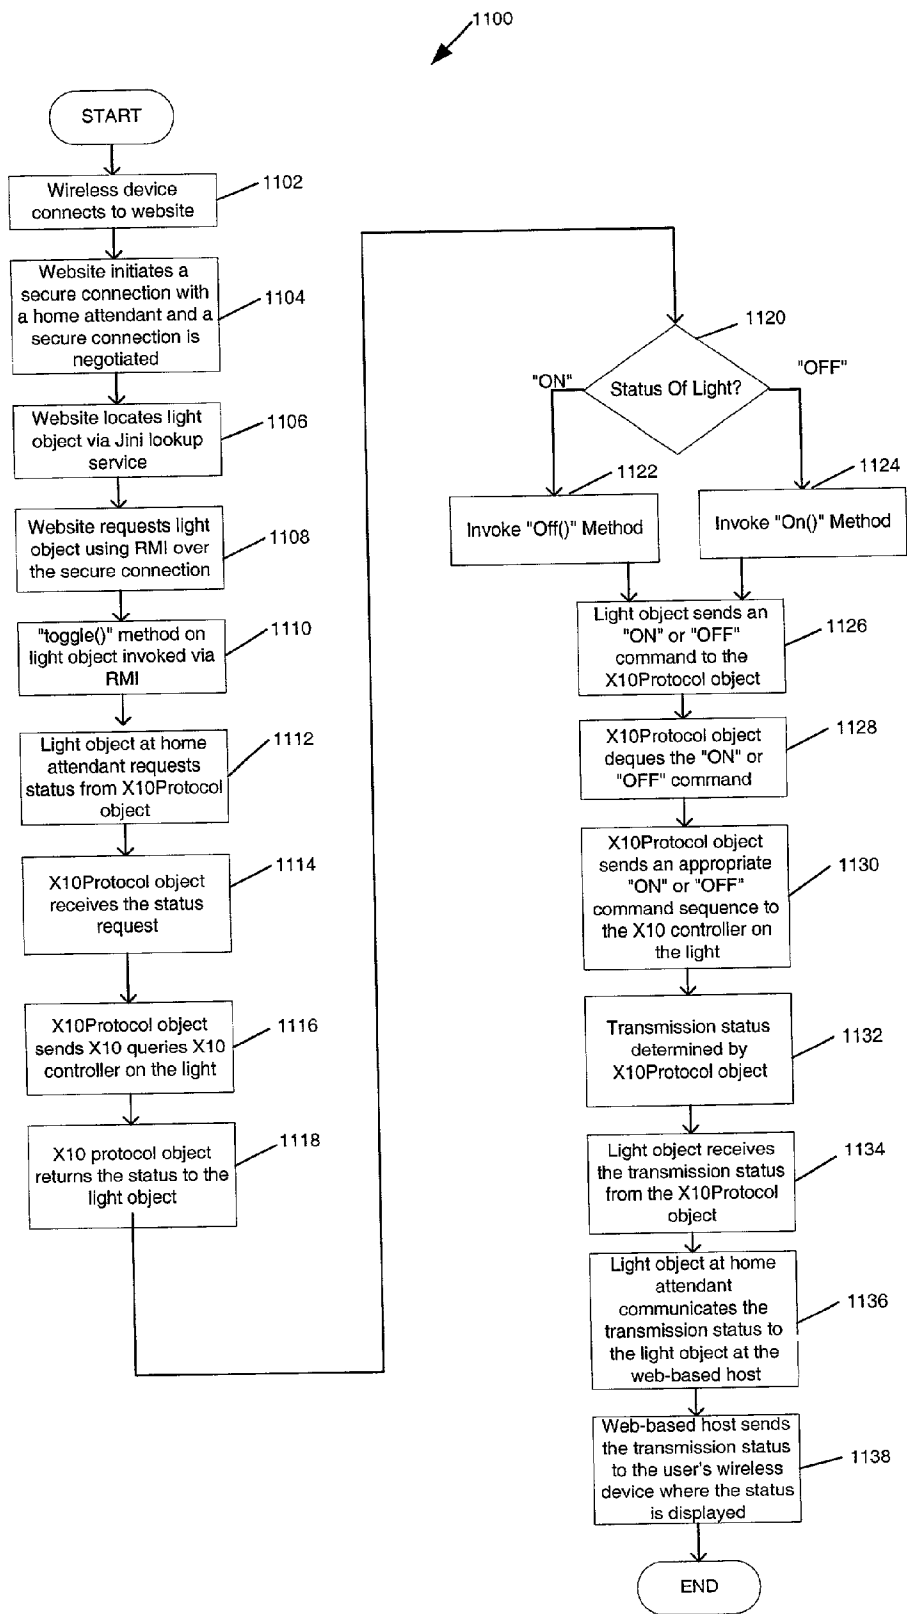 1100
START
Wireless device
connects to website
1102
Website initiates a
secure connection with
a home attendant and a
secure connection is
negotiated
1104
Website locates light
object via Jini lookup
service
1106
Website requests light
object using RMI over
the secure connection
1108
"toggle()" method on
light object invoked via
RMI
1110
Light object at home
attendant requests
status from X10Protocol
object
1112
X10Protocol object
receives the status
request
1114
X10Protocol object
sends X10 queries X10
controller on the light
1116
X10 protocol object
returns the status to the
light object
1118
Status Of Light?
1120
"ON"
"OFF"
Invoke "Off()" Method
1122
Invoke "On()" Method
1124
Light object sends an
"ON" or "OFF"
command to the
X10Protocol object
1126
X10Protocol object
deques the "ON" or
"OFF" command
1128
X10Protocol object
sends an appropriate
"ON" or "OFF"
command sequence to
the X10 controller on
the light
1130
Transmission status
determined by
X10Protocol object
1132
Light object receives
the transmission status
from the X10Protocol
object
1134
Light object at home
attendant
communicates the
transmission status to
the light object at the
web-based host
1136
Web-based host sends
the transmission status
to the user's wireless
device where the status
is displayed
1138
END